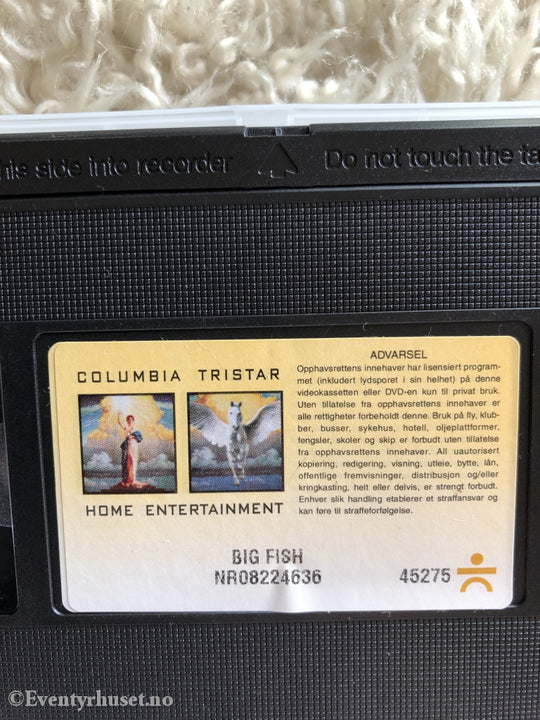 his side into recorder Do not touch the ta
COLUMBIA TRISTAR
HOME ENTERTAINMENT
ADVARSEL
Opphavsrettens innehaver har lisensiert program-
met (inkludert lydsporet i sin helhet) på denne
videokassetten eller DVD-en kun til privat bruk.
Uten tillatelse fra opphavsrettens innehaver er
alle rettigheter forbeholdt denne. Bruk på fly, klub-
ber, busser, sykehus, hotell, oljeplattformer,
fengsler, skoler og skip er forbudt uten tillatelse
fra opphavsrettens innehaver. All uautorisert
kopiering, redigering, visning, utleie, bytte, lån,
offentlige fremvisninger, distribusjon og/eller
kringkasting, helt eller delvis, er strengt forbudt.
Enhver slik handling etablerer et straffansvar og
kan føre til straffeforfølgelse.
BIG FISH
NR08224636 45275
©Eventyrhuset.no